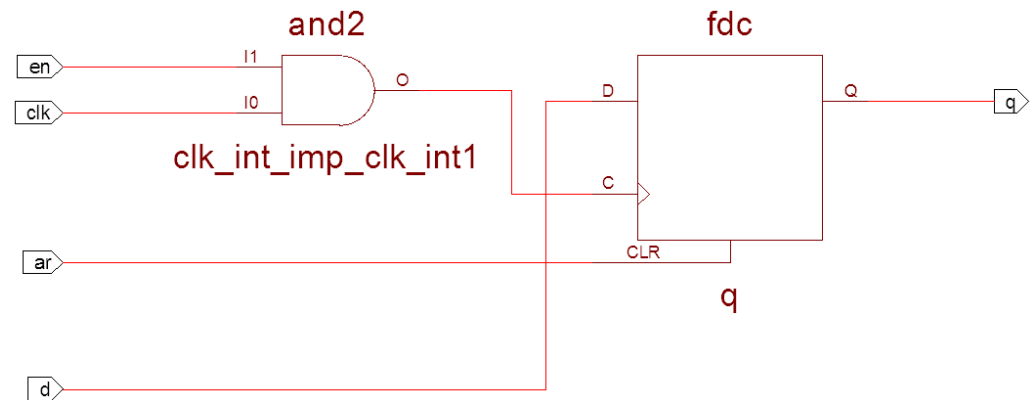 and2
fdc
en
I1
clk
I0
O
D
Q
q
clk_int_imp_clk_int1
C
ar
CLR
q
d